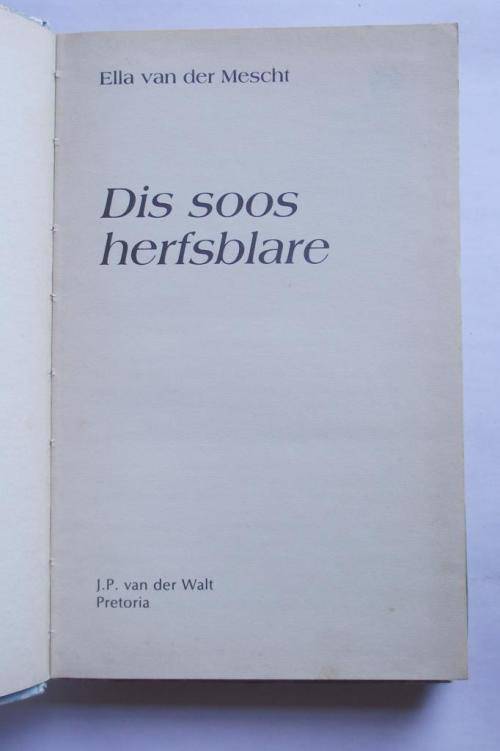 Ella van der Mescht
Dis soos
herfsblare
J.P. van der Walt
Pretoria